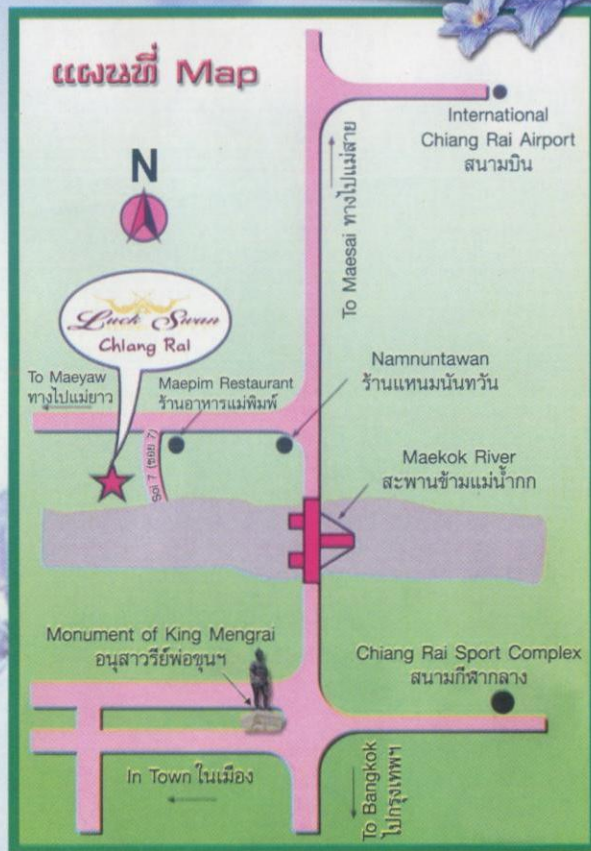 แผนที่ Map
International
Chiang Rai Airport
สนามบิน
N
To Maesai ทางไปแม่สาย
Luck Swan
Chiang Rai
To Maeyaw
ทางไปแม่ยาว
Maepim Restaurant
ร้านอาหารแม่พิมพ์
Namnuntawan
ร้านแหนมนันทวัน
Soi 7 (ซอย 7)
Maekok River
สะพานข้ามแม่น้ำกก
Monument of King Mengrai
อนุสาวรีย์พ่อขุนฯ
Chiang Rai Sport Complex
สนามกีฬากลาง
In Town ในเมือง
To Bangkok
ไปกรุงเทพฯ